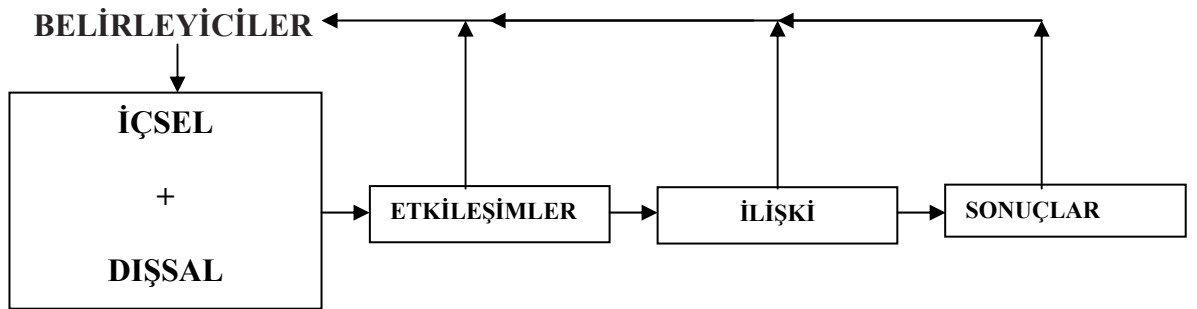 BELİRLEYİCİLER
İÇSEL
+
DIŞSAL
ETKİLEŞİMLER
İLİŞKİ
SONUÇLAR